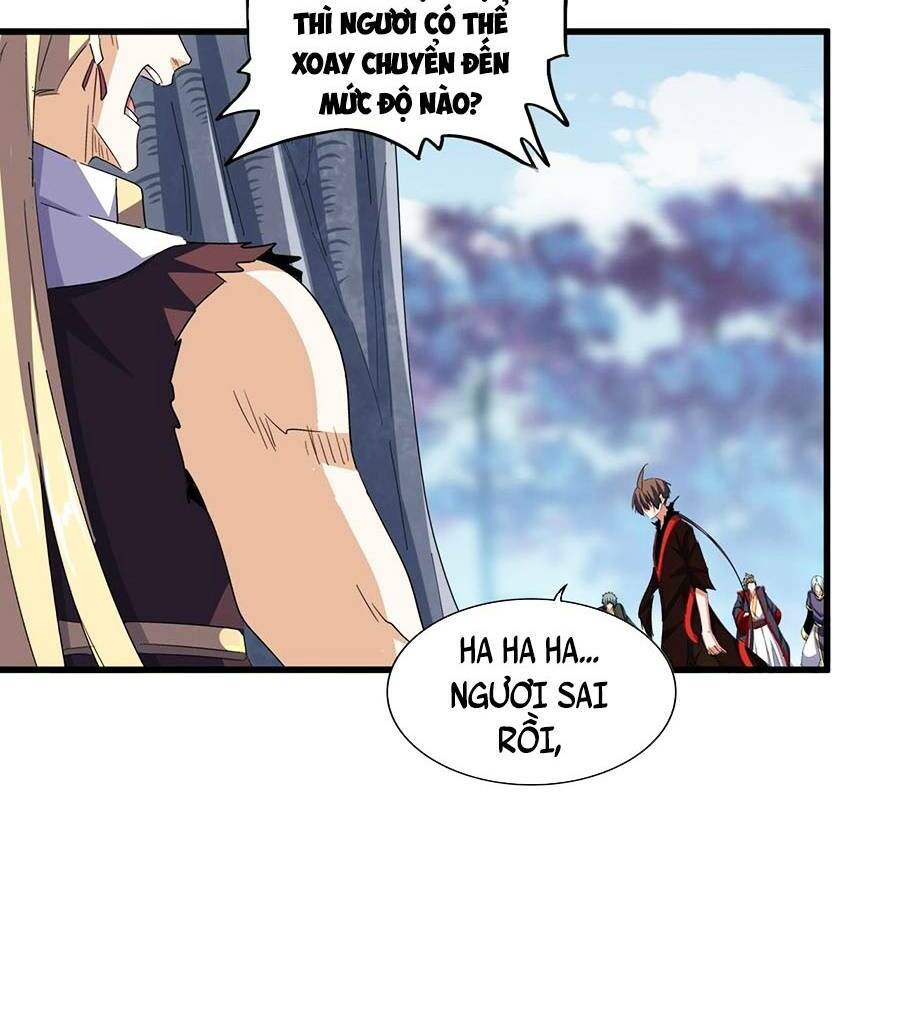 THÌ NGƯƠI CÓ THỂ
XOAY CHUYỂN ĐẾN
MỨC ĐỘ NÀO?
HA HA HA...
NGƯƠI SAI
RỒI,